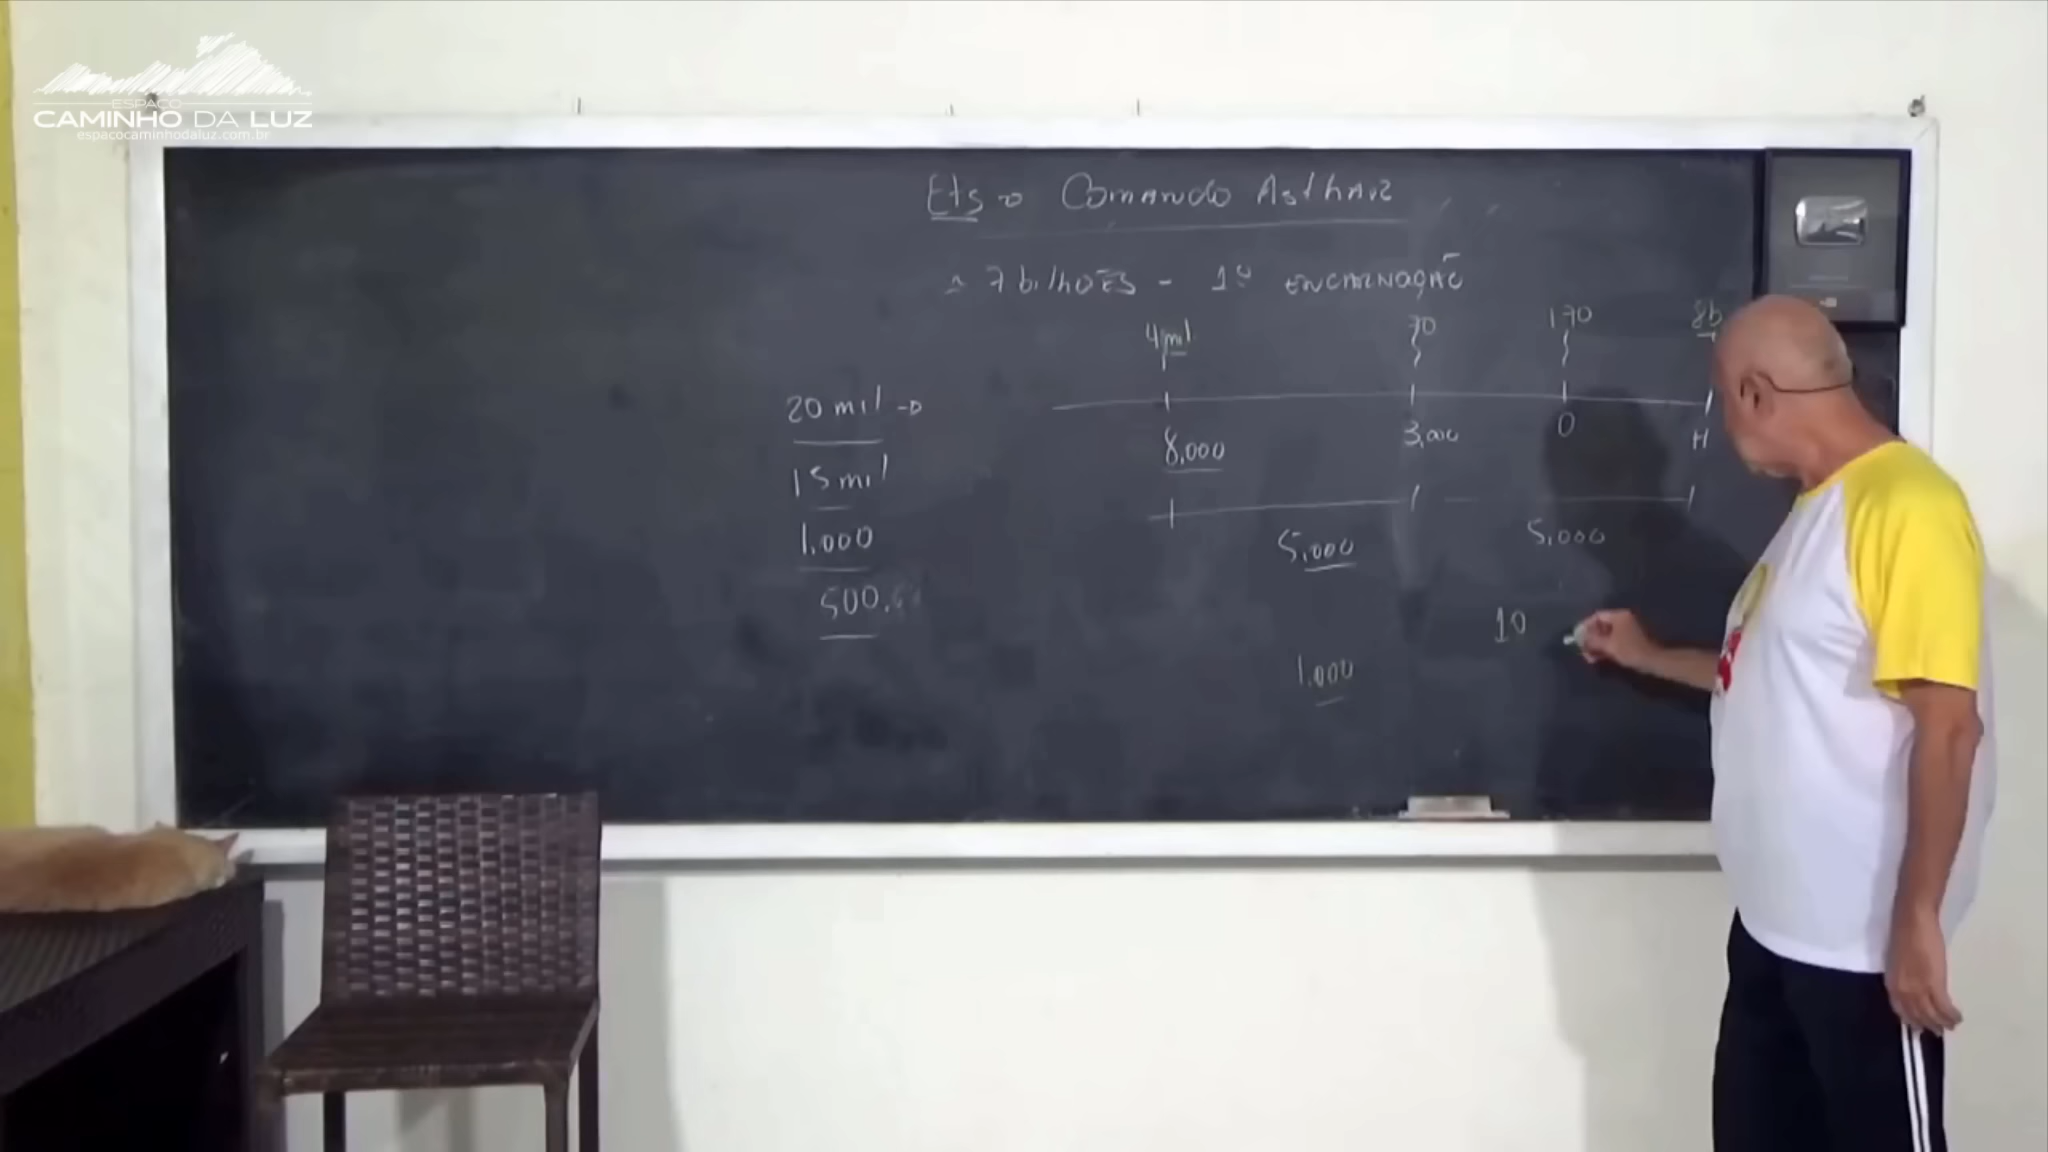 ESPAÇO
CAMINHO DA LUZ
espacocaminhodaluz.com.br
Ets → Comando Asthar
7 bilhões - 1ª encarnação
4 mil 70 170 8b
20 mil →
8.000 3.000 0 H
15 mil
1.000
5.000 5.000
500.
10
1.000